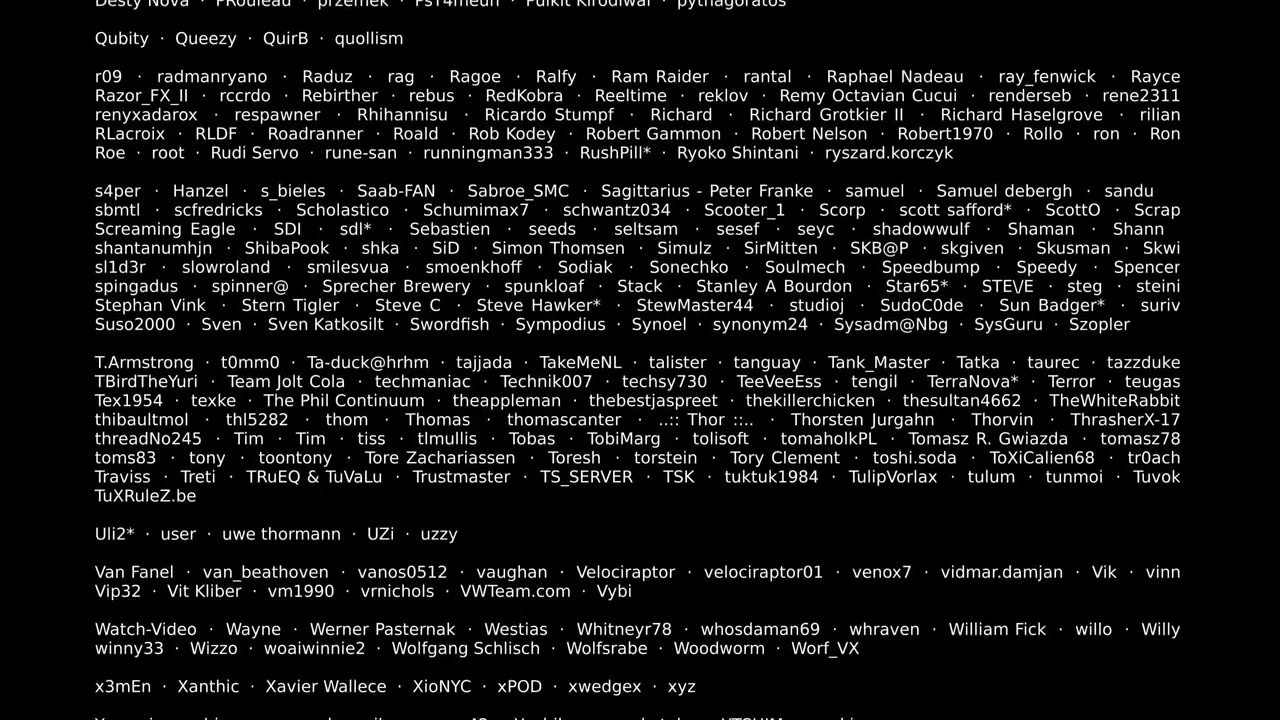 Desty Nova · PRouleau · przemek · PsY4meuh · Pulkit Kirodiwal · pythagoratos
Qubity · Queezy · QuirB · quollism
r09 · radmanryano · Raduz · rag · Ragoe · Ralfy · Ram Raider · rantal · Raphael Nadeau · ray_fenwick · Rayce
Razor_FX_II · rccrdo · Rebirther · rebus · RedKobra · Reeltime · reklov · Remy Octavian Cucui · renderseb · rene2311
renyxadarox · respawner · Rhihannisu · Ricardo Stumpf · Richard · Richard Grotkier II · Richard Haselgrove · rilian
RLacroix · RLDF · Roadranner · Roald · Rob Kodey · Robert Gammon · Robert Nelson · Robert1970 · Rollo · ron · Ron
Roe · root · Rudi Servo · rune-san · runningman333 · RushPill* · Ryoko Shintani · ryszard.korczyk
s4per · Hanzel · s_bieles · Saab-FAN · Sabroe_SMC · Sagittarius - Peter Franke · samuel · Samuel debergh · sandu
sbmtl · scfredricks · Scholastico · Schumimax7 · schwantz034 · Scooter_1 · Scorp · scott safford* · ScottO · Scrap
Screaming Eagle · SDI · sdl* · Sebastien · seeds · seltsam · sesef · seyc · shadowwulf · Shaman · Shann
shantanumhjn · ShibaPook · shka · SiD · Simon Thomsen · Simulz · SirMitten · SKB@P · skgiven · Skusman · Skwi
sl1d3r · slowroland · smilesvua · smoenkhoff · Sodiak · Sonechko · Soulmech · Speedbump · Speedy · Spencer
spingadus · spinner@ · Sprecher Brewery · spunkloaf · Stack · Stanley A Bourdon · Star65* · STE\/E · steg · steini
Stephan Vink · Stern Tigler · Steve C · Steve Hawker* · StewMaster44 · studioj · SudoC0de · Sun Badger* · suriv
Suso2000 · Sven · Sven Katkosilt · Swordfish · Sympodius · Synoel · synonym24 · Sysadm@Nbg · SysGuru · Szopler
T.Armstrong · t0mm0 · Ta-duck@hrhm · tajjada · TakeMeNL · talister · tanguay · Tank_Master · Tatka · taurec · tazzduke
TBirdTheYuri · Team Jolt Cola · techmaniac · Technik007 · techsy730 · TeeVeeEss · tengil · TerraNova* · Terror · teugas
Tex1954 · texke · The Phil Continuum · theappleman · thebestjaspreet · thekillerchicken · thesultan4662 · TheWhiteRabbit
thibaultmol · thl5282 · thom · Thomas · thomascanter · ..:: Thor ::.. · Thorsten Jurgahn · Thorvin · ThrasherX-17
threadNo245 · Tim · Tim · tiss · tlmullis · Tobas · TobiMarg · tolisoft · tomaholkPL · Tomasz R. Gwiazda · tomasz78
toms83 · tony · toontony · Tore Zachariassen · Toresh · torstein · Tory Clement · toshi.soda · ToXiCalien68 · tr0ach
Traviss · Treti · TRuEQ & TuVaLu · Trustmaster · TS_SERVER · TSK · tuktuk1984 · TulipVorlax · tulum · tunmoi · Tuvok
TuXRuleZ.be
Uli2* · user · uwe thormann · UZi · uzzy
Van Fanel · van_beathoven · vanos0512 · vaughan · Velociraptor · velociraptor01 · venox7 · vidmar.damjan · Vik · vinn
Vip32 · Vit Kliber · vm1990 · vrnichols · VWTeam.com · Vybi
Watch-Video · Wayne · Werner Pasternak · Westias · Whitneyr78 · whosdaman69 · whraven · William Fick · willo · Willy
winny33 · Wizzo · woaiwinnie2 · Wolfgang Schlisch · Wolfsrabe · Woodworm · Worf_VX
x3mEn · Xanthic · Xavier Wallece · XioNYC · xPOD · xwedgex · xyz